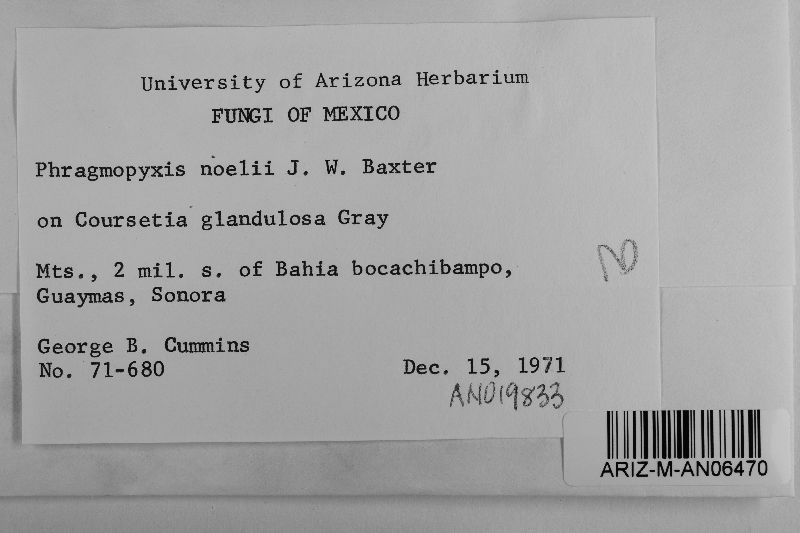 University of Arizona Herbarium
FUNGI OF MEXICO
Phragmopyxis noelii J. W. Baxter
on Coursetia glandulosa Gray
Mts., 2 mil. s. of Bahia bocachibampo,
Guaymas, Sonora
George B. Cummins
No. 71-680 Dec. 15, 1971
AN019833
ARIZ-M-AN06470